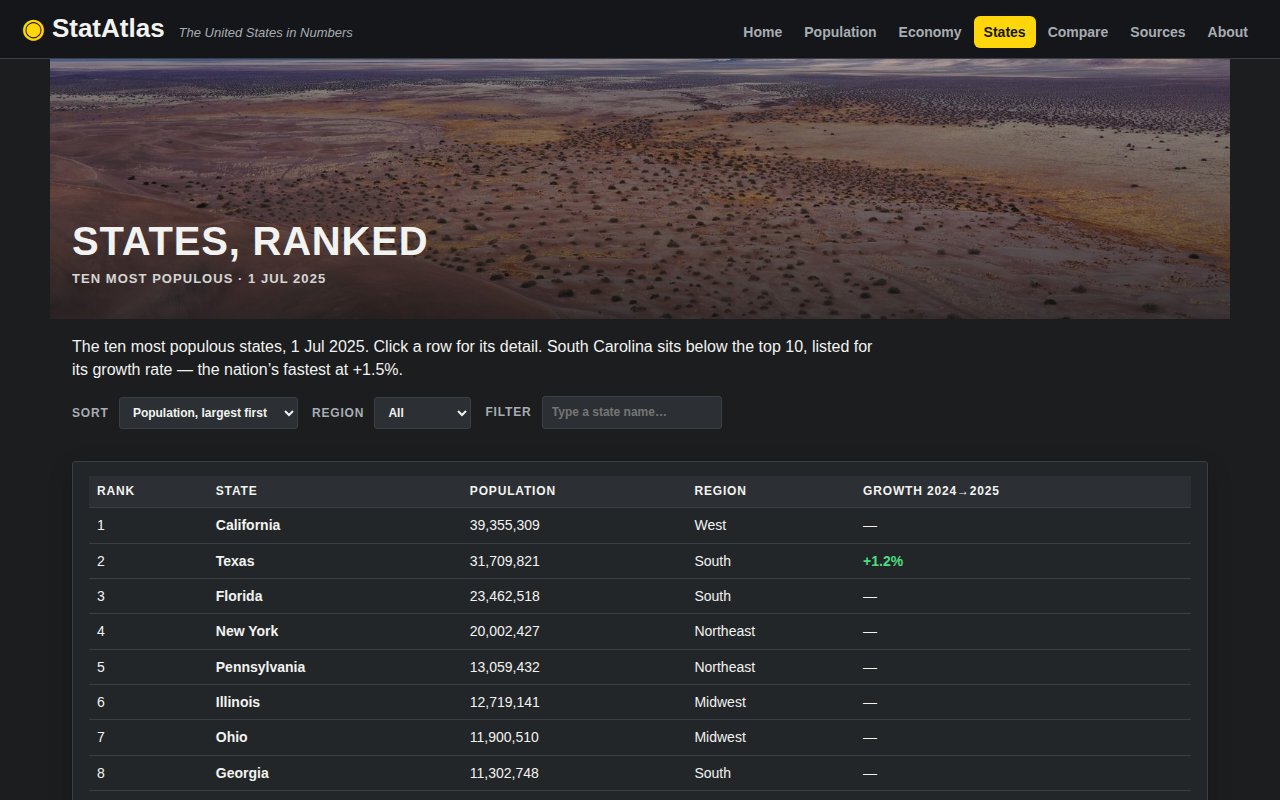 ◉ StatAtlas The United States in Numbers Home Population Economy States Compare Sources About
STATES, RANKED
TEN MOST POPULOUS · 1 JUL 2025
The ten most populous states, 1 Jul 2025. Click a row for its detail. South Carolina sits below the top 10, listed for
its growth rate — the nation’s fastest at +1.5%.
SORT Population, largest first REGION All FILTER Type a state name…
RANK STATE POPULATION REGION GROWTH 2024→2025
1 California 39,355,309 West —
2 Texas 31,709,821 South +1.2%
3 Florida 23,462,518 South —
4 New York 20,002,427 Northeast —
5 Pennsylvania 13,059,432 Northeast —
6 Illinois 12,719,141 Midwest —
7 Ohio 11,900,510 Midwest —
8 Georgia 11,302,748 South —